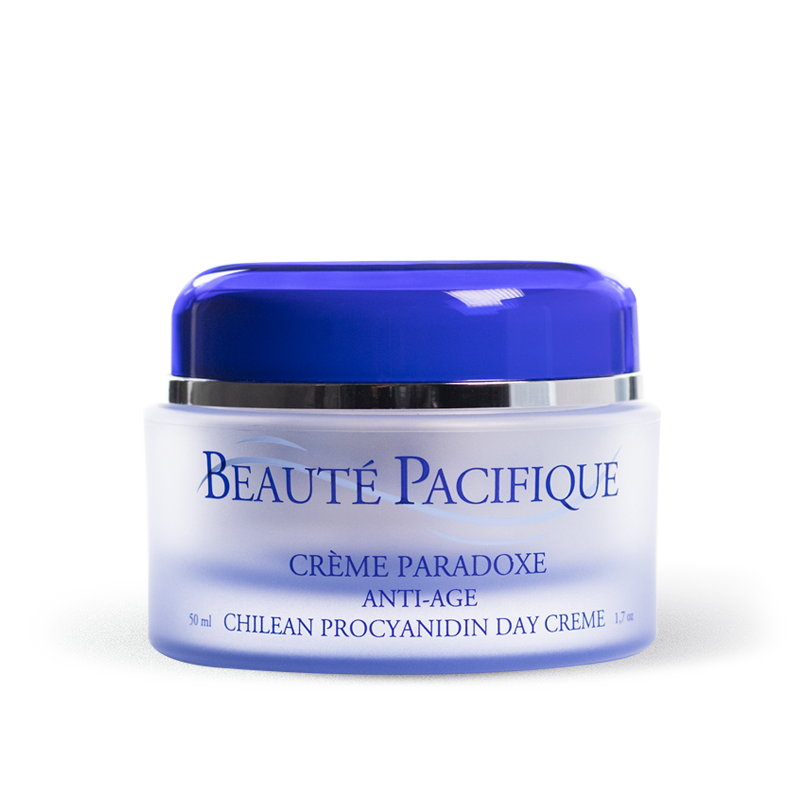 BEAUTÉ PACIFIQUE
CRÈME PARADOXE
ANTI-AGE
50 ml CHILEAN PROCYANIDIN DAY CREME 1,7 oz